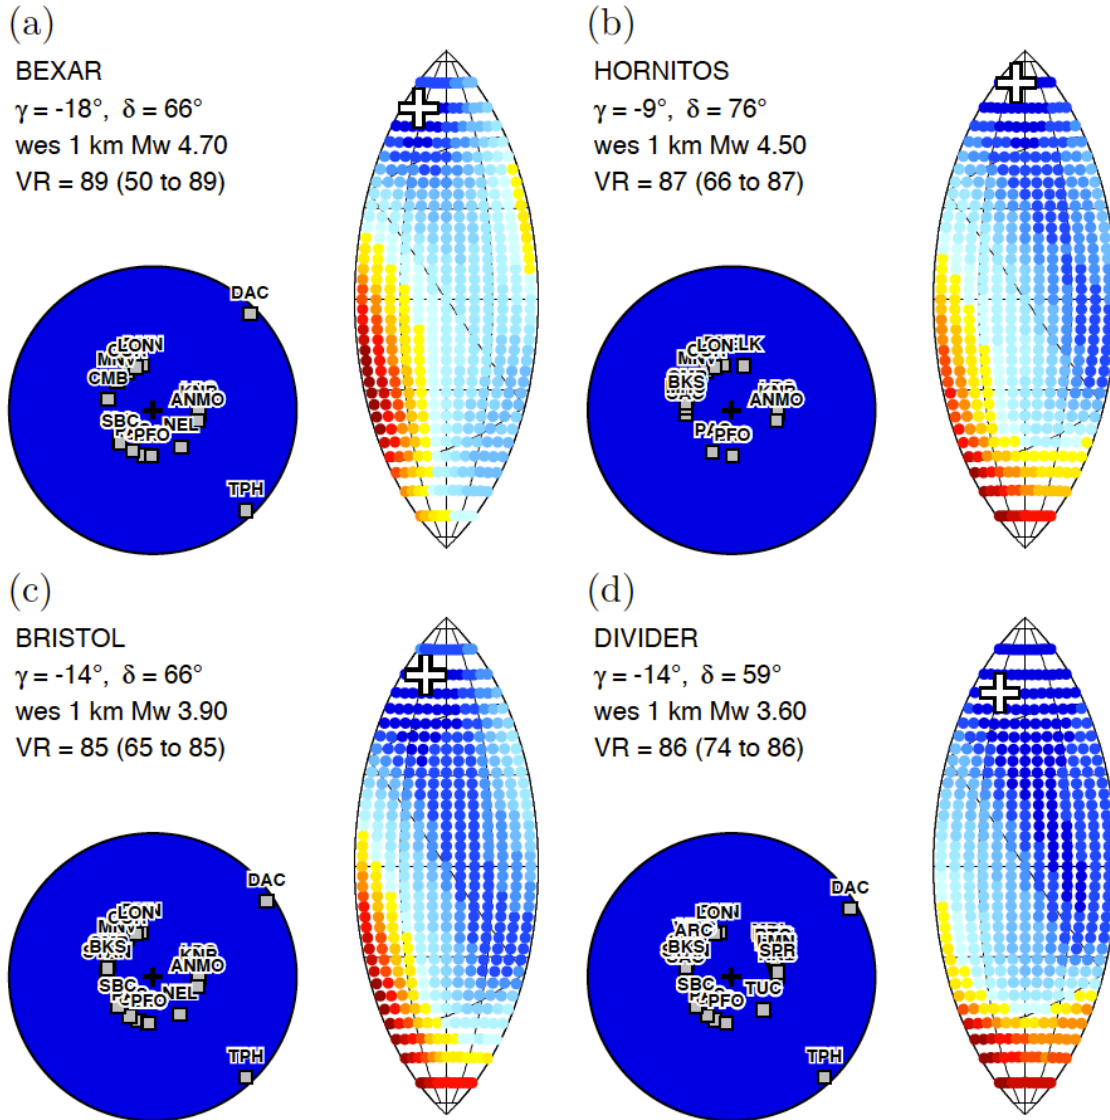 (a)
BEXAR
γ = -18°, δ = 66°
wes 1 km Mw 4.70
VR = 89 (50 to 89)
DAC
CMB
ANMO
SBC
PFO
NEL
TPH
(b)
HORNITOS
γ = -9°, δ = 76°
wes 1 km Mw 4.50
VR = 87 (66 to 87)
BKS
ANMO
PFO
(c)
BRISTOL
γ = -14°, δ = 66°
wes 1 km Mw 3.90
VR = 85 (65 to 85)
DAC
BKS
ANMO
SBC
PFO
NEL
TPH
(d)
DIVIDER
γ = -14°, δ = 59°
wes 1 km Mw 3.60
VR = 86 (74 to 86)
DAC
ARC
BKS
SPR
SBC
PFO
TUC
TPH